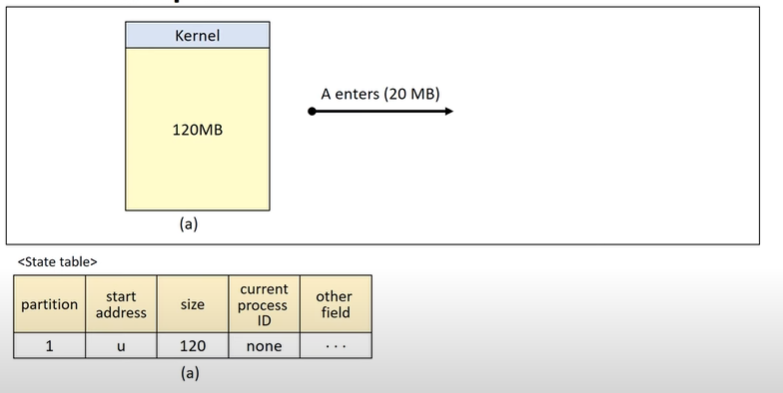 Kernel
120MB
A enters (20 MB)
(a)
<State table>
partition
start address
size
current process ID
other field
1
u
120
none
...
(a)